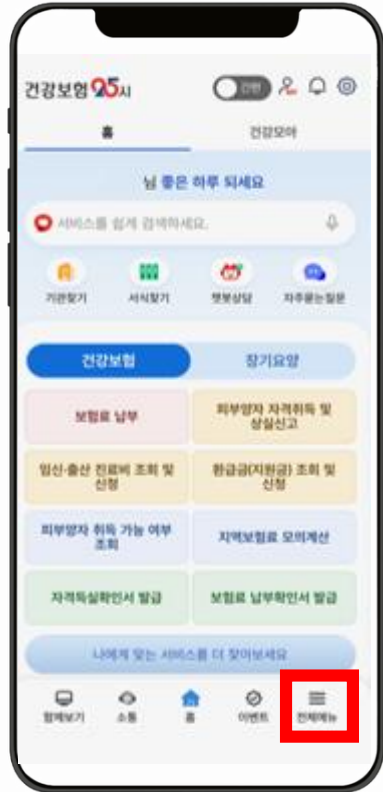 건강보험 25시
간편
홈
건강모아
님 좋은 하루 되세요
서비스를 쉽게 검색하세요.
기관찾기
서식찾기
챗봇상담
자주묻는질문
건강보험
장기요양
보험료 납부
피부양자 자격취득 및
상실신고
임신·출산 진료비 조회 및
신청
환급금(지원금) 조회 및
신청
피부양자 취득 가능 여부
조회
지역보험료 모의계산
자격득실확인서 발급
보험료 납부확인서 발급
나에게 맞는 서비스를 더 찾아보세요
함께보기
소통
홈
이벤트
전체메뉴